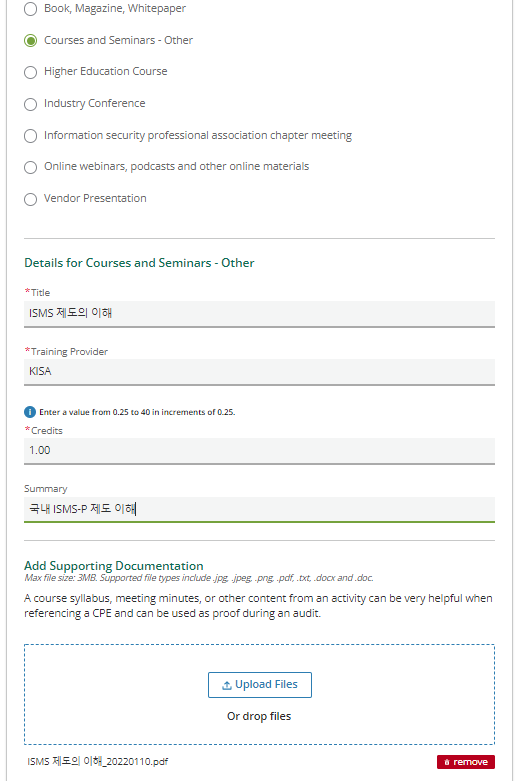 Book, Magazine, Whitepaper
Courses and Seminars - Other
Higher Education Course
Industry Conference
Information security professional association chapter meeting
Online webinars, podcasts and other online materials
Vendor Presentation
Details for Courses and Seminars - Other
*Title
ISMS 제도의 이해
*Training Provider
KISA
Enter a value from 0.25 to 40 in increments of 0.25.
*Credits
1.00
Summary
국내 ISMS-P 제도 이해
Add Supporting Documentation
Max file size: 3MB. Supported file types include .jpg, .jpeg, .png, .pdf, .txt, .docx and .doc.
A course syllabus, meeting minutes, or other content from an activity can be very helpful when
referencing a CPE and can be used as proof during an audit.
Upload Files
Or drop files
ISMS 제도의 이해_20220110.pdf
remove